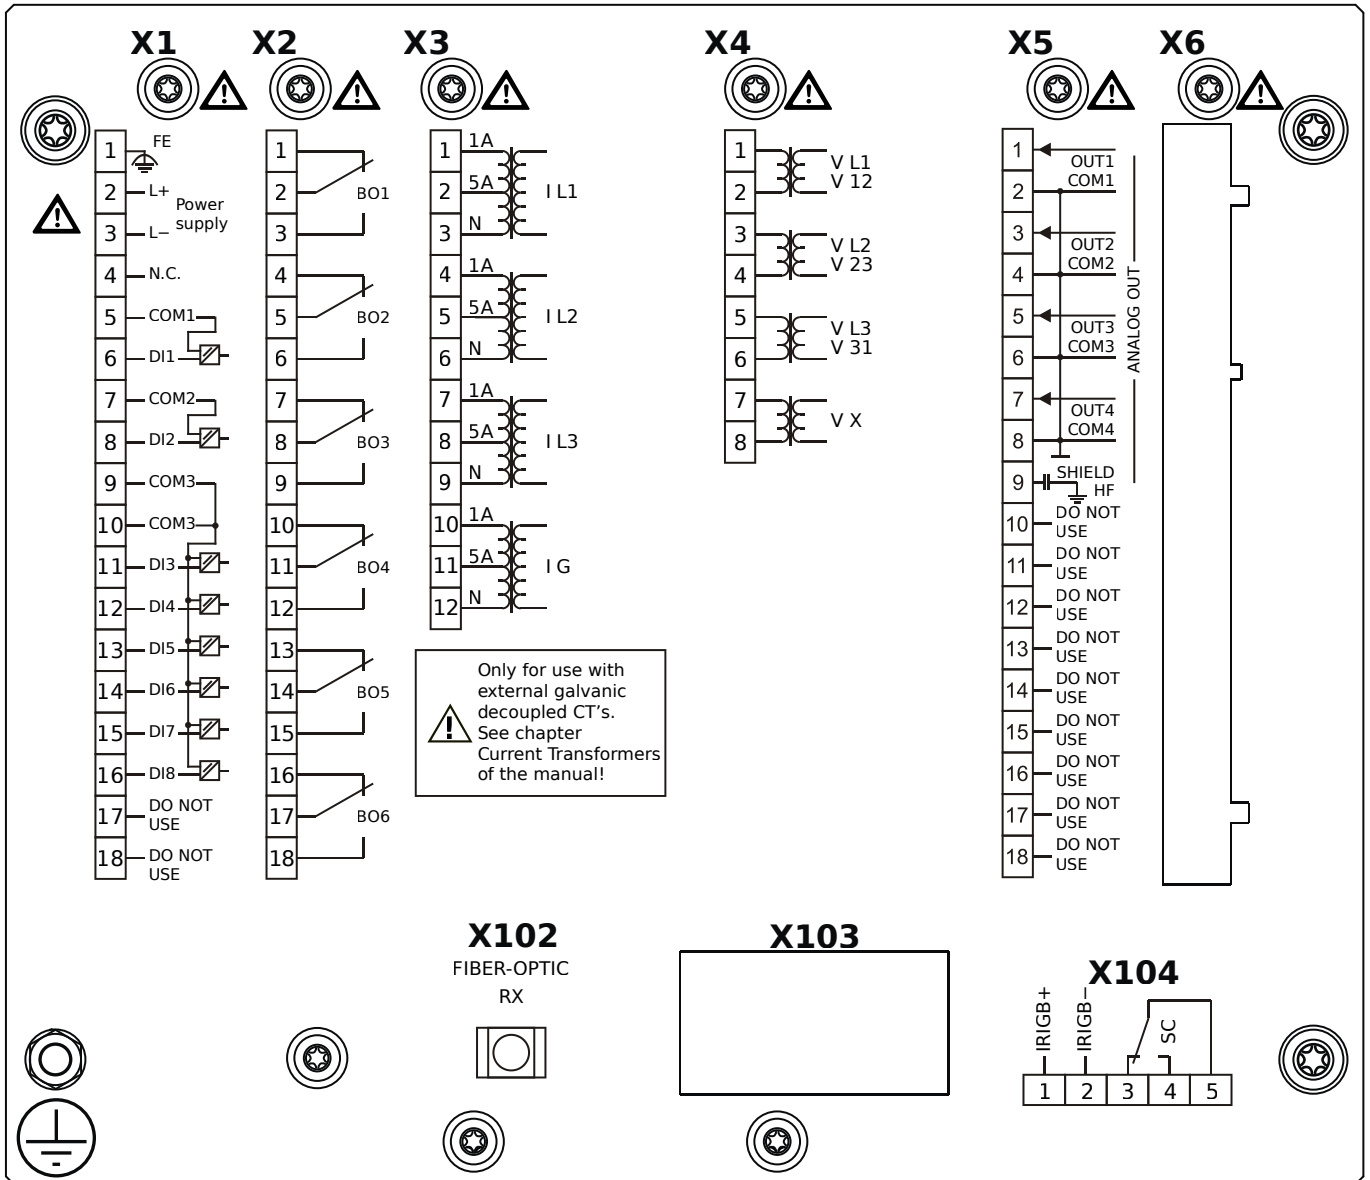 X1
X2
X3
X4
X5
X6
1
FE
2
L+
Power
supply
3
L−
4
N.C.
5
COM1
6
DI1
7
COM2
8
DI2
9
COM3
10
COM3
11
DI3
12
DI4
13
DI5
14
DI6
15
DI7
16
DI8
17
DO NOT
USE
18
DO NOT
USE
1
2
BO1
3
4
5
BO2
6
7
8
BO3
9
10
11
BO4
12
13
14
BO5
15
16
17
BO6
18
1
1A
2
5A
I L1
3
N
4
1A
5
5A
I L2
6
N
7
1A
8
5A
I L3
9
N
10
1A
11
5A
I G
12
N
Only for use with
external galvanic
decoupled CT's.
See chapter
Current Transformers
of the manual!
1
2
V L1
V 12
3
4
V L2
V 23
5
6
V L3
V 31
7
8
V X
1
OUT1
2
COM1
3
OUT2
4
COM2
5
OUT3
6
COM3
7
OUT4
8
COM4
ANALOG OUT
9
SHIELD
HF
10
DO NOT
USE
11
DO NOT
USE
12
DO NOT
USE
13
DO NOT
USE
14
DO NOT
USE
15
DO NOT
USE
16
DO NOT
USE
17
DO NOT
USE
18
DO NOT
USE
X102
FIBER-OPTIC
RX
X103
X104
IRIGB+
IRIGB−
SC
1
2
3
4
5